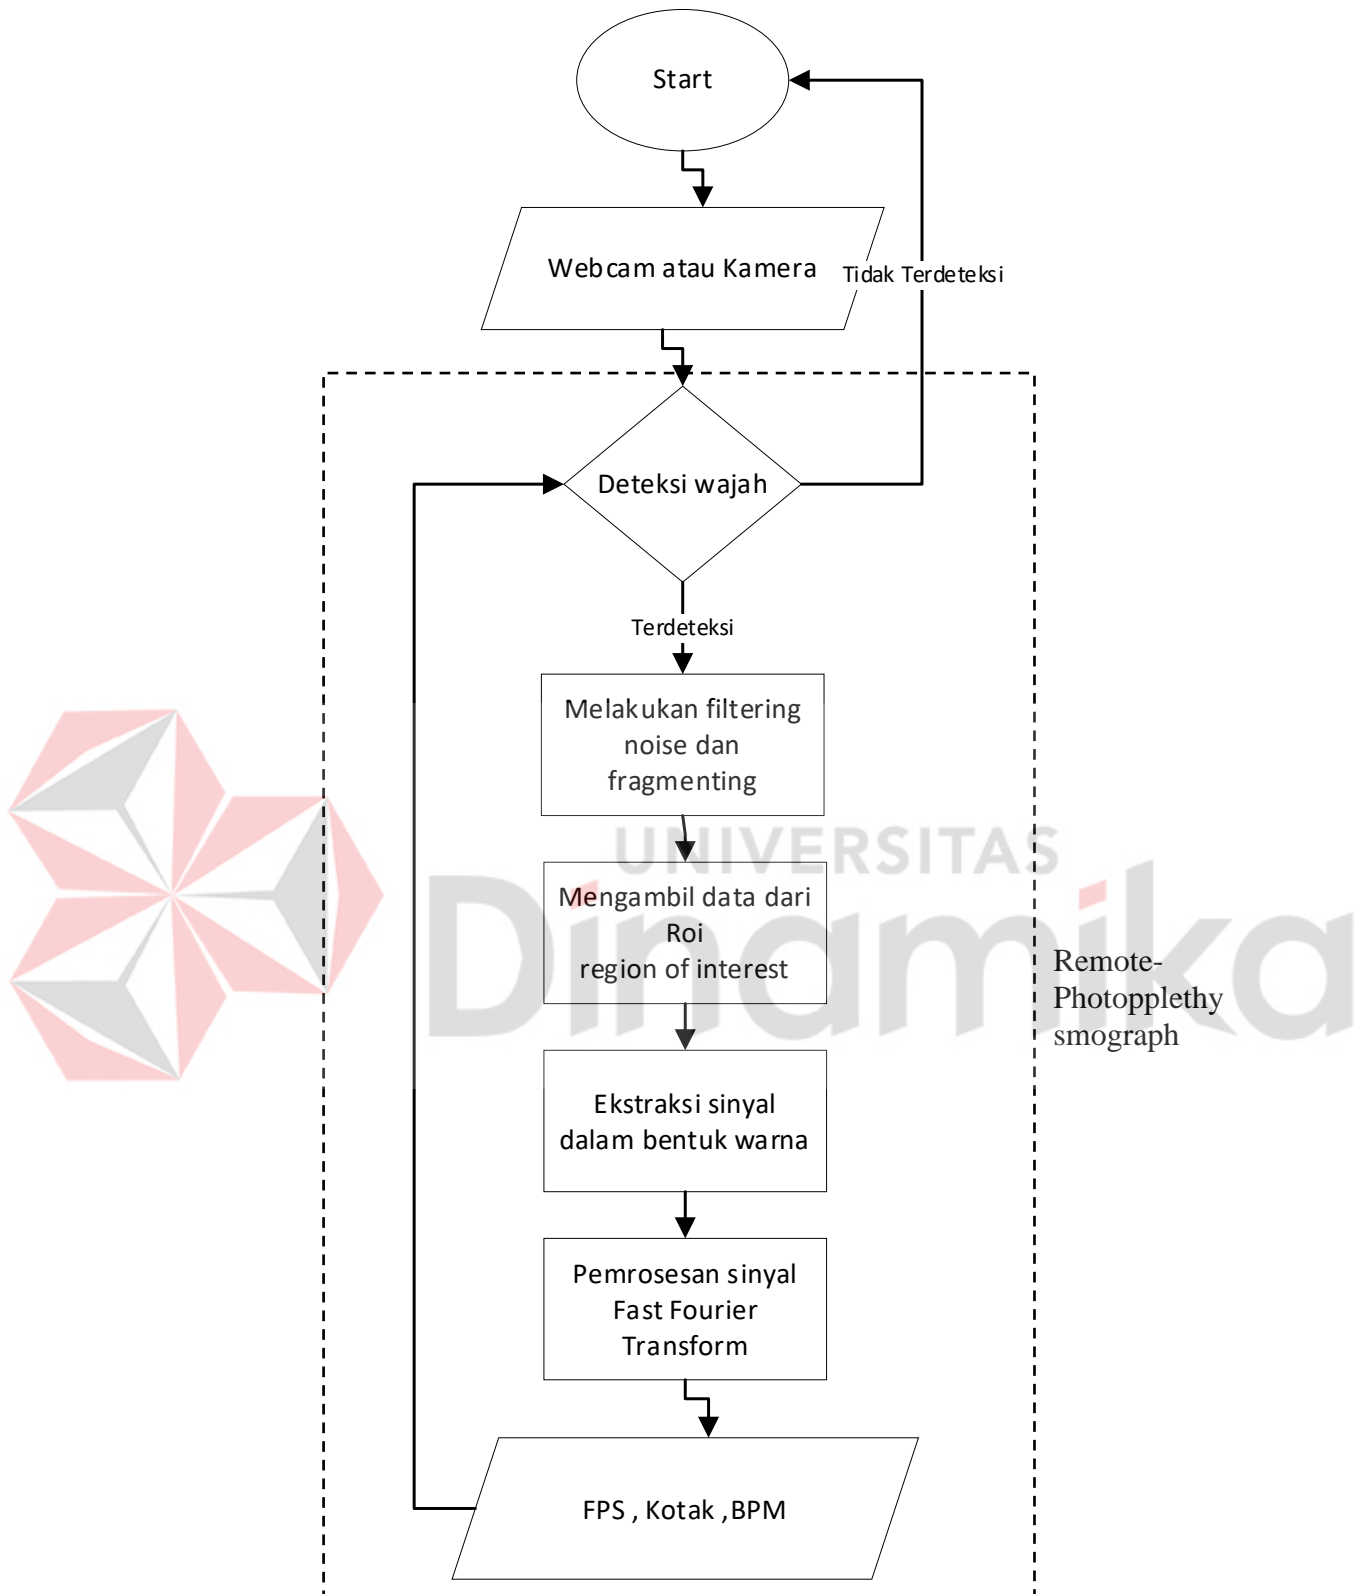 Start
Webcam atau Kamera
Tidak Terdeteksi
Deteksi wajah
Terdeteksi
Melakukan filtering
noise dan
fragmenting
UNIVERSITAS
Dinamika
Mengambil data dari
Roi
region of interest
Remote-
Photopplethy
smograph
Ekstraksi sinyal
dalam bentuk warna
Pemrosesan sinyal
Fast Fourier
Transform
FPS , Kotak ,BPM